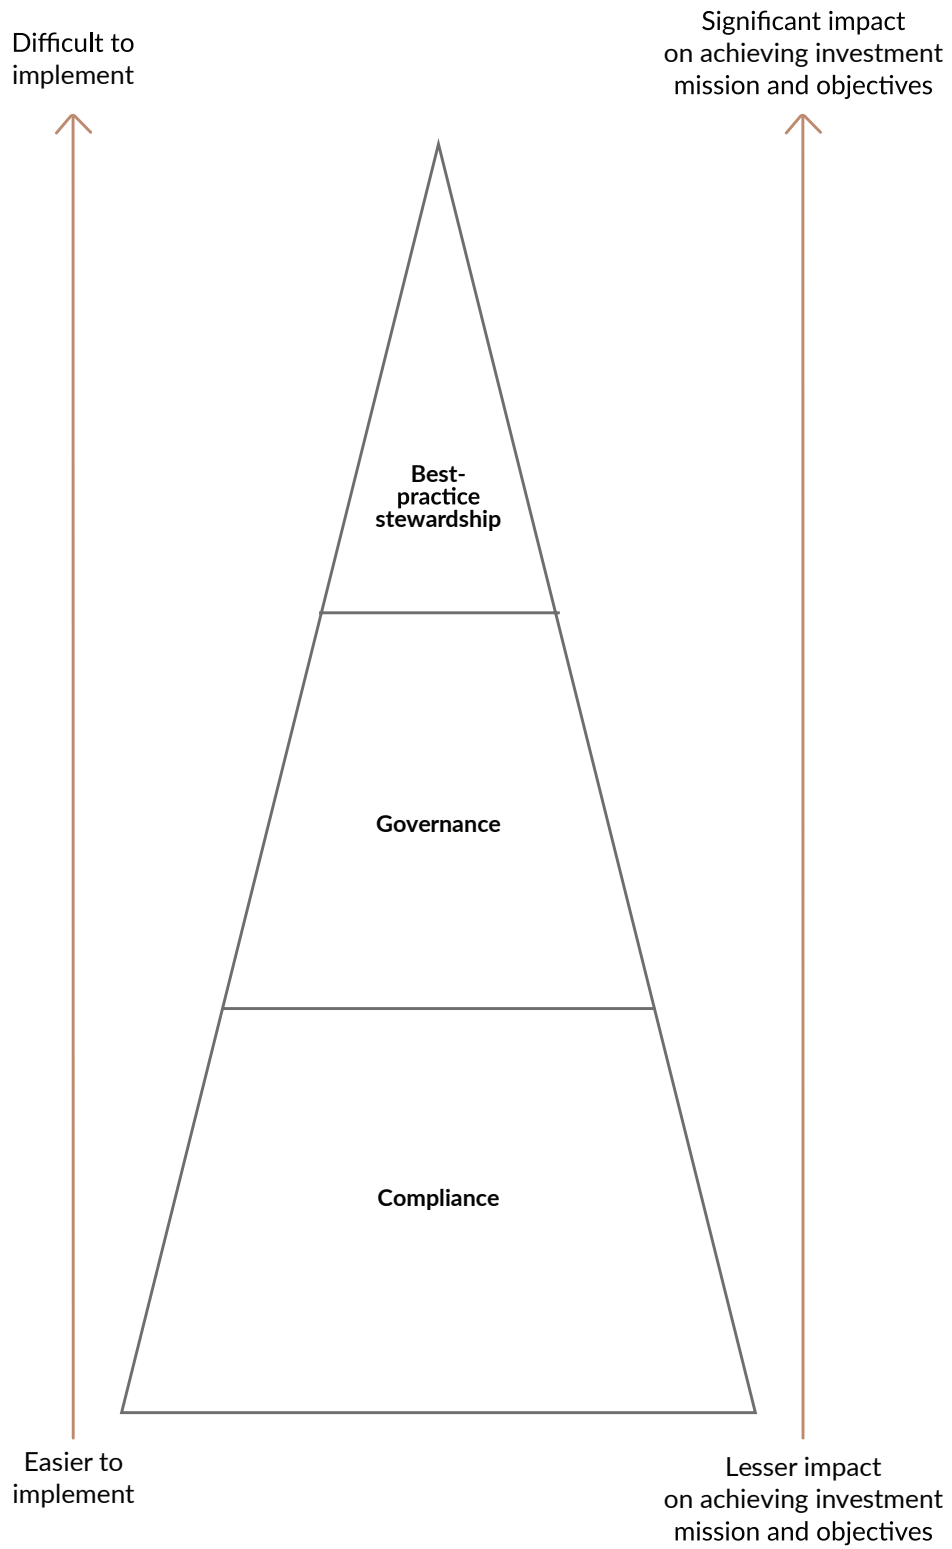 Difficult to
implement
Significant impact
on achieving investment
mission and objectives
Best-
practice
stewardship
Governance
Compliance
Easier to
implement
Lesser impact
on achieving investment
mission and objectives